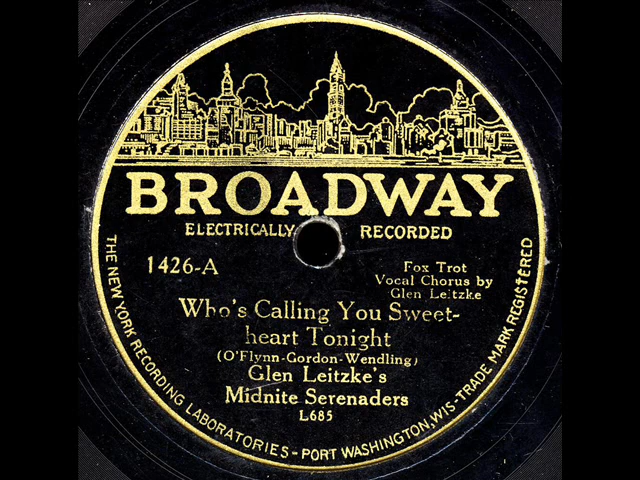 BROADWAY
ELECTRICALLY RECORDED
1426-A
Fox Trot
Vocal Chorus by
Glen Leitzke
Who's Calling You Sweet-
heart Tonight
(O'Flynn-Gordon-Wendling)
Glen Leitzke's
Midnite Serenaders
L685
THE NEW YORK RECORDING LABORATORIES - PORT WASHINGTON, WIS - TRADE MARK REGISTERED